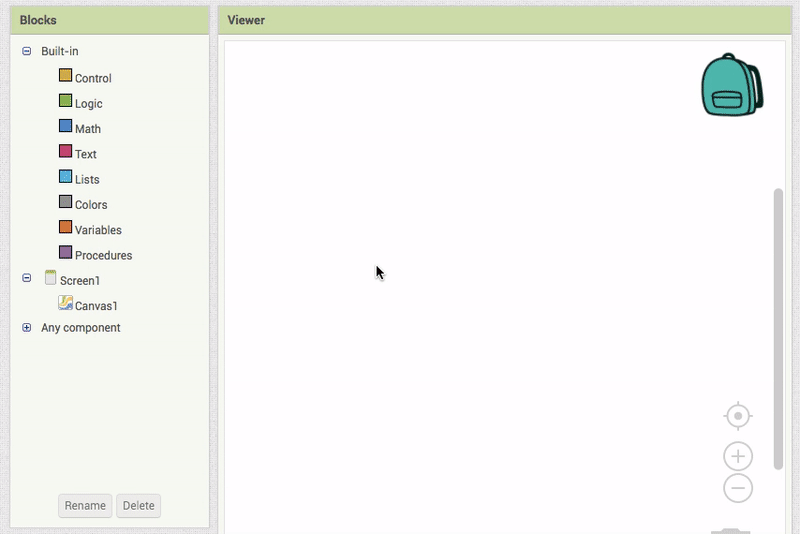 Blocks
Viewer
Built-in
Control
Logic
Math
Text
Lists
Colors
Variables
Procedures
Screen1
Canvas1
Any component
Rename
Delete